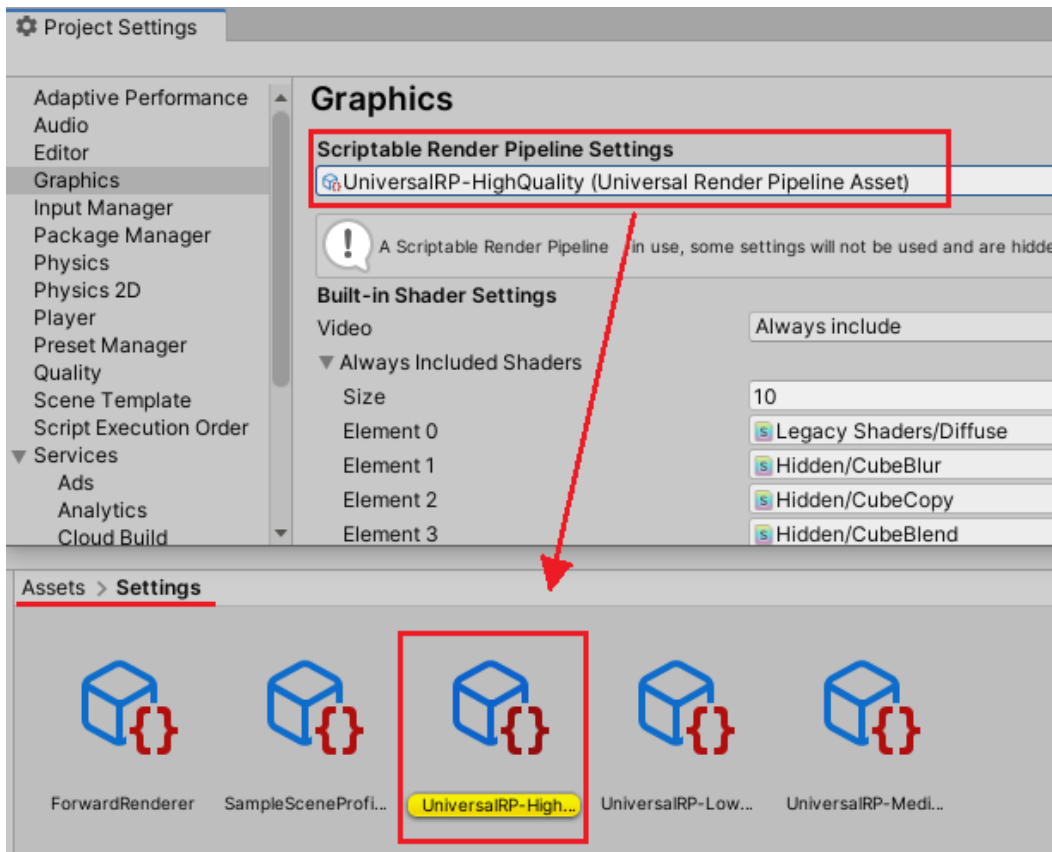 Project Settings
Adaptive Performance
Audio
Editor
Graphics
Input Manager
Package Manager
Physics
Physics 2D
Player
Preset Manager
Quality
Scene Template
Script Execution Order
Services
Ads
Analytics
Cloud Build
Graphics
Scriptable Render Pipeline Settings
UniversalRP-HighQuality (Universal Render Pipeline Asset)
A Scriptable Render Pipeline in use, some settings will not be used and are hidde
Built-in Shader Settings
Video Always include
Always Included Shaders
Size 10
Element 0 Legacy Shaders/Diffuse
Element 1 Hidden/CubeBlur
Element 2 Hidden/CubeCopy
Element 3 Hidden/CubeBlend
Assets > Settings
ForwardRenderer SampleSceneProfi... UniversalRP-High... UniversalRP-Low... UniversalRP-Medi...